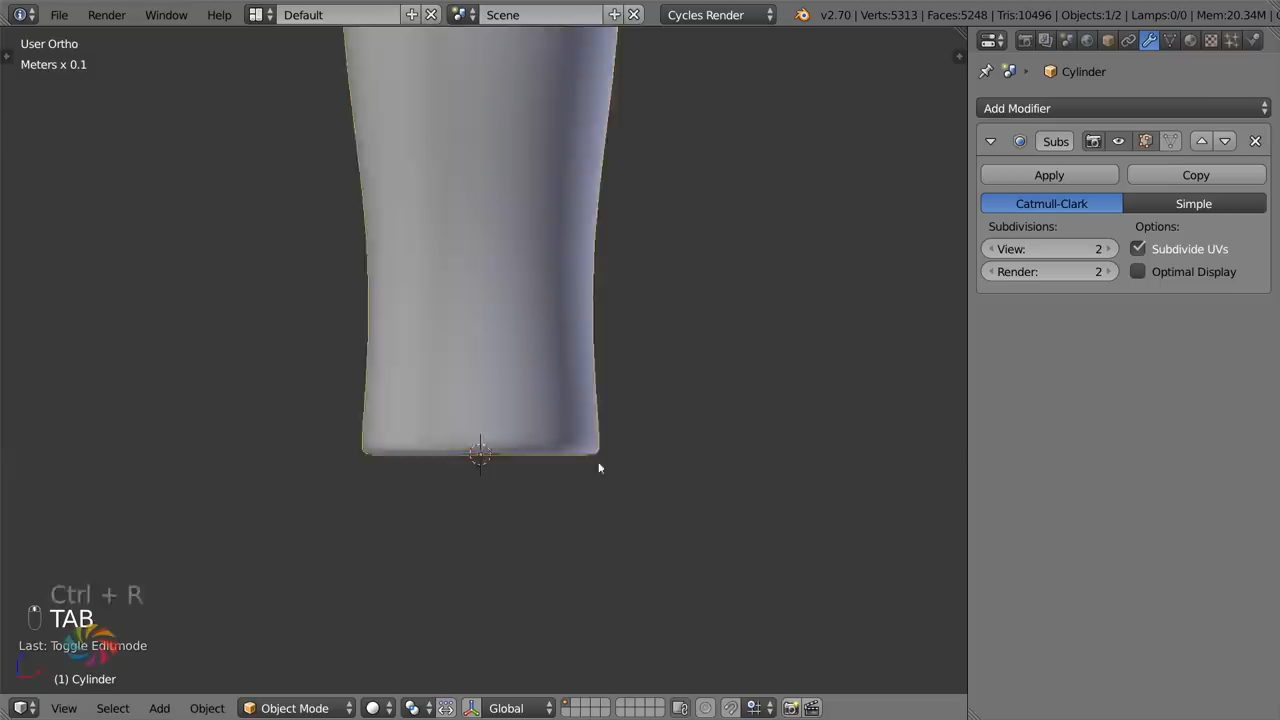 File Render Window Help Default Scene Cycles Render v2.70 | Verts:5313 | Faces:5248 | Tris:10496 | Objects:1/2 | Lamps:0/0 | Mem:20.34M
User Ortho
Meters x 0.1
Cylinder
Add Modifier
Subs
Apply Copy
Catmull-Clark Simple
Subdivisions: Options:
View: 2 Subdivide UVs
Render: 2 Optimal Display
Ctrl + R
TAB
Last: Toggle Editmode
(1) Cylinder
View Select Add Object Object Mode Global